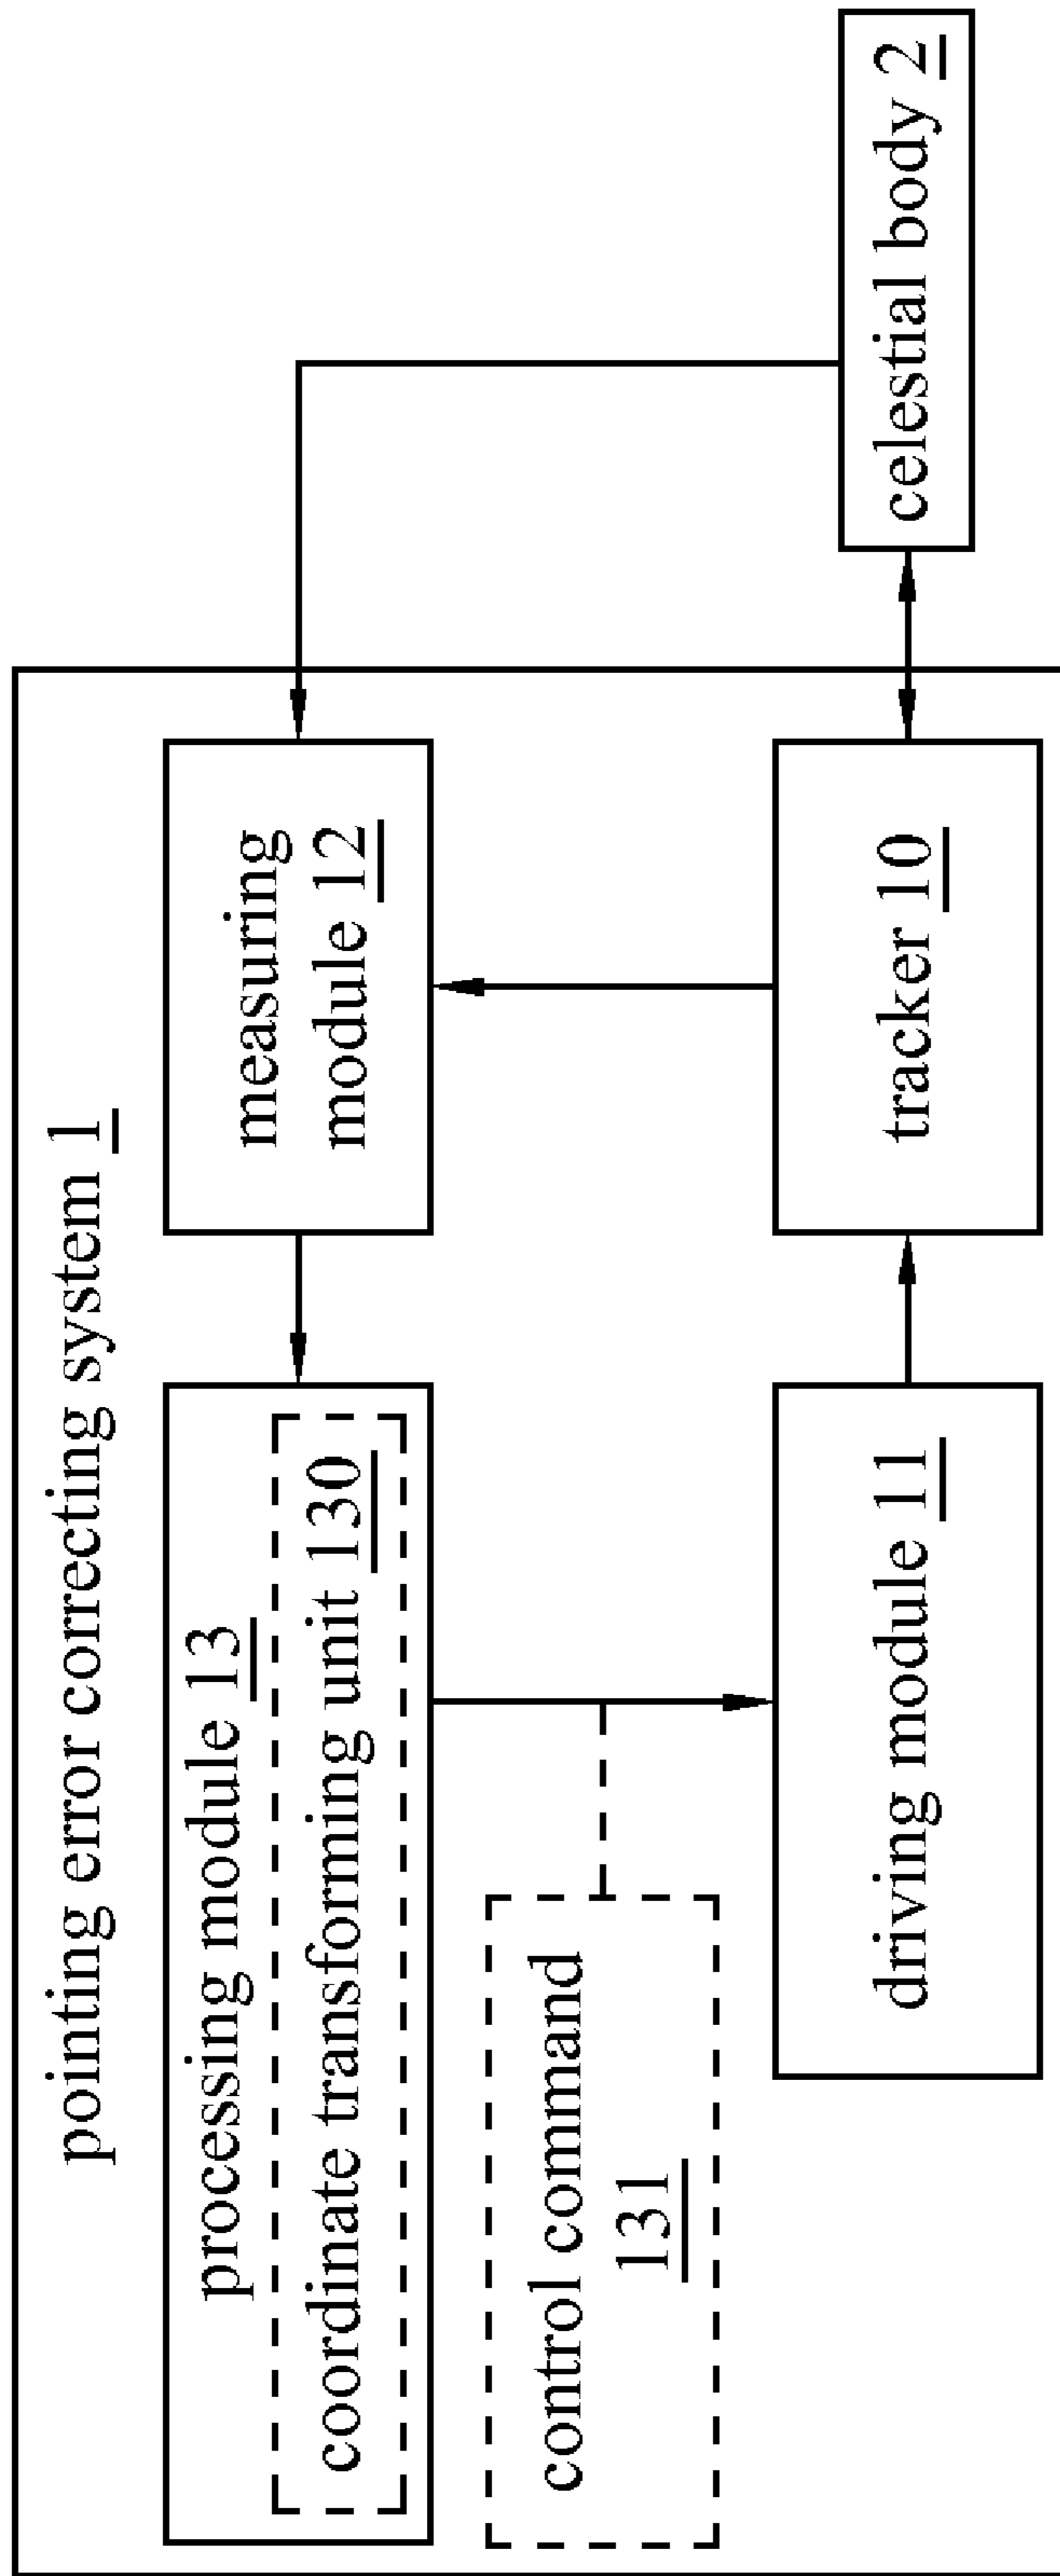 pointing error correcting system 1
processing module 13
coordinate transforming unit 130
measuring
module 12
control command
131
driving module 11
tracker 10
celestial body 2